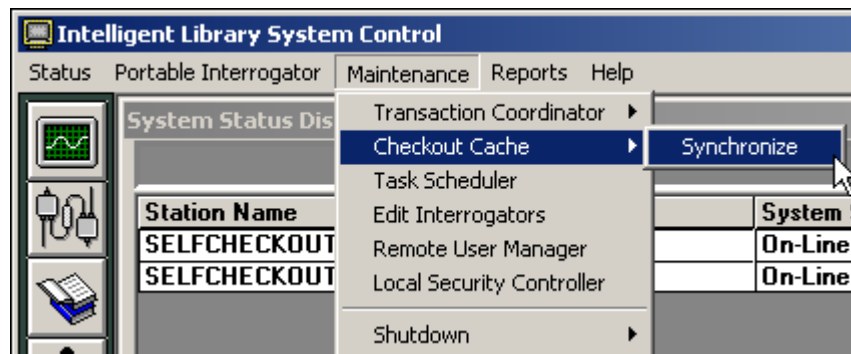 Intelligent Library System Control
Status Portable Interrogator Maintenance Reports Help
System Status Dis
Transaction Coordinator
Checkout Cache
Synchronize
Task Scheduler
Edit Interrogators
Remote User Manager
Local Security Controller
Shutdown
Station Name System
SELFCHECKOUT On-Line
SELFCHECKOUT On-Line